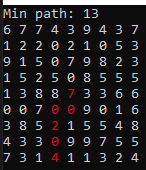 Min path: 13
6 7 7 4 3 9 4 3 7
1 2 2 0 2 1 0 5 3
9 1 5 0 7 9 8 2 3
1 5 2 5 0 8 5 5 5
1 3 8 8 7 3 3 6 6
0 0 7 0 0 9 0 1 6
3 8 5 2 1 5 5 4 8
4 3 3 0 9 9 7 5 5
7 3 1 4 1 1 3 2 4